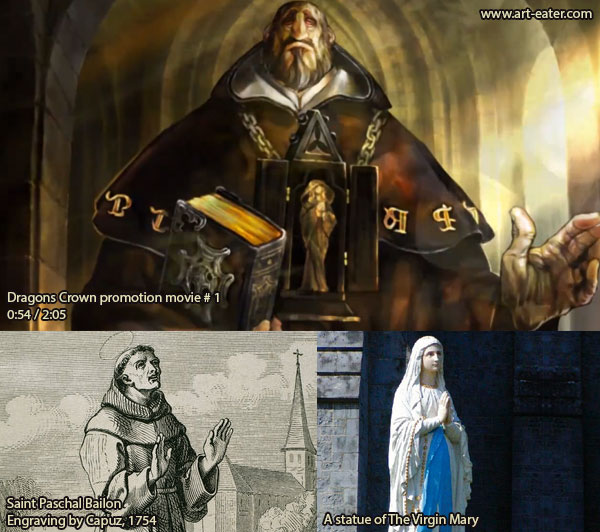 www.art-eater.com
Dragons Crown promotion movie # 1
0:54 / 2:05
Saint Paschal Bailon
Engraving by Capuz, 1754
A statue of The Virgin Mary